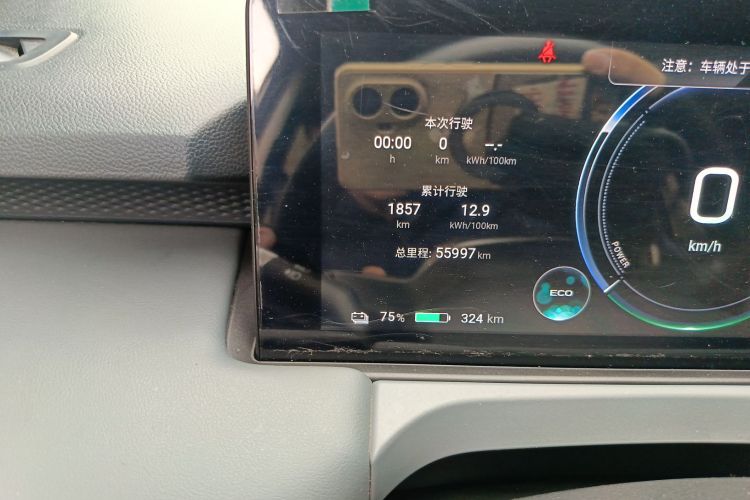 注意：车辆处于
本次行驶
00:00 0 --.-
h km kWh/100km
累计行驶
1857 12.9
km kWh/100km
总里程: 55997 km
0
km/h
POWER
ECO
75% 324 km